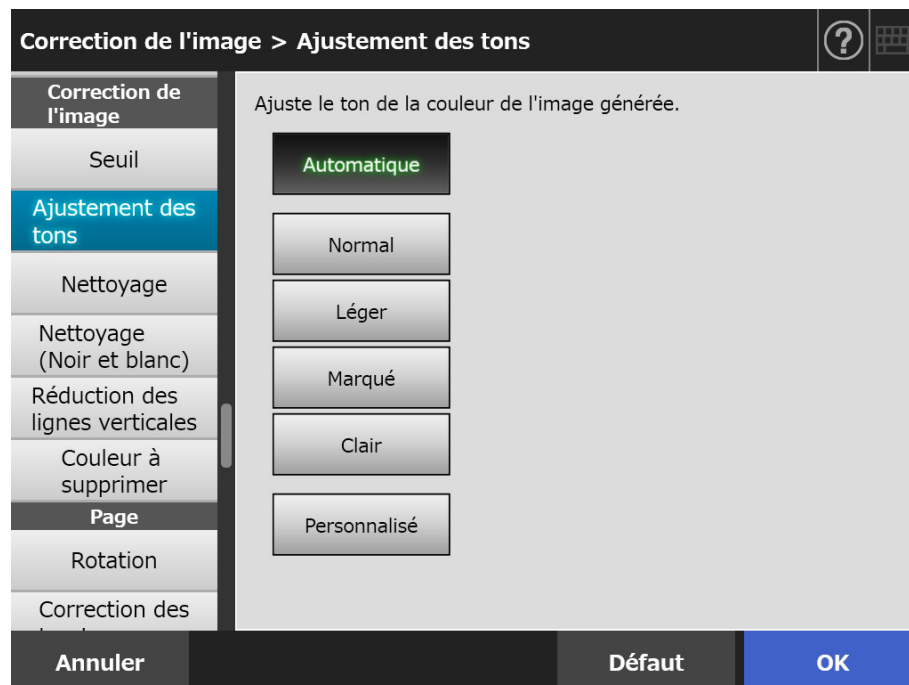 Correction de l'image > Ajustement des tons
?
Correction de
l'image
Seuil
Ajustement des
tons
Nettoyage
Nettoyage
(Noir et blanc)
Réduction des
lignes verticales
Couleur à
supprimer
Page
Rotation
Correction des
Ajuste le ton de la couleur de l'image générée.
Automatique
Normal
Léger
Marqué
Clair
Personnalisé
Annuler
Défaut
OK